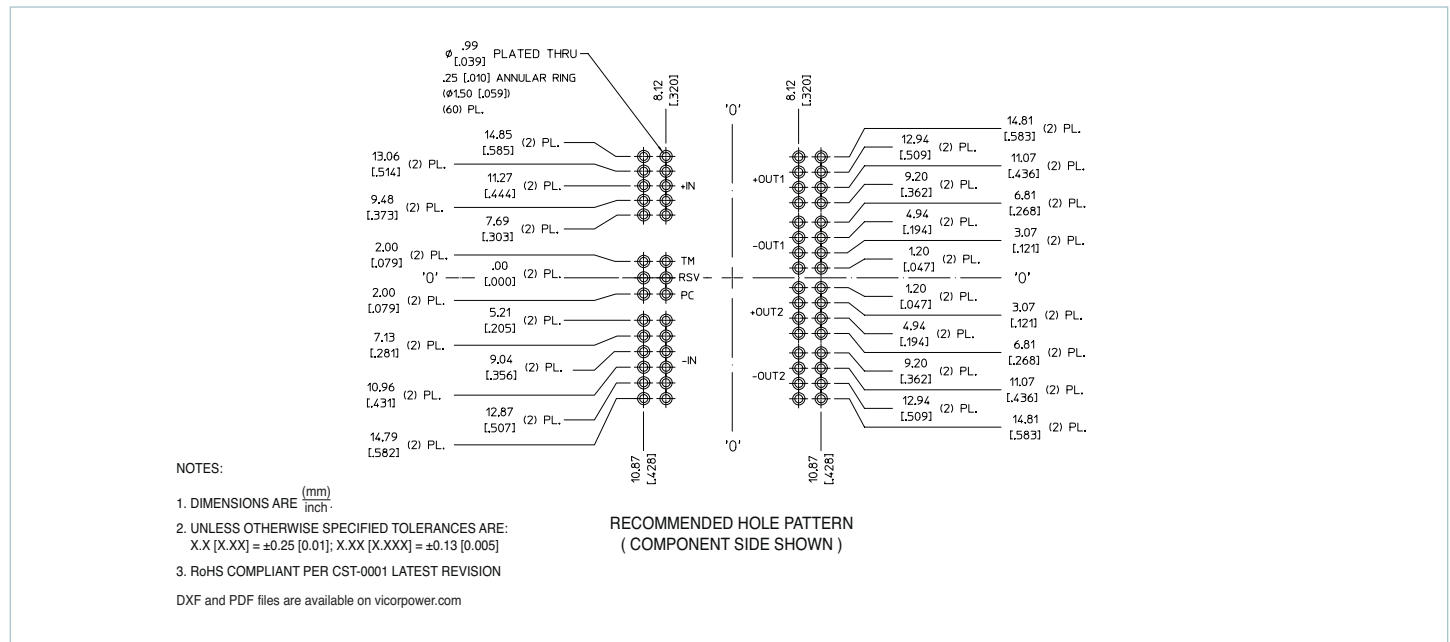 ø .99 PLATED THRU
[.039]
.25 [.010] ANNULAR RING
(ø1.50 [.059])
(60) PL.
8.12
[.320]
'0'
8.12
[.320]
14.85
[.585] (2) PL.
13.06
[.514] (2) PL.
11.27
[.444] (2) PL.
9.48
[.373] (2) PL.
7.69
[.303] (2) PL.
2.00
[.079] (2) PL.
'0'
.00
[.000] (2) PL.
2.00
[.079] (2) PL.
5.21
[.205] (2) PL.
7.13
[.281] (2) PL.
9.04
[.356] (2) PL.
10.96
[.431] (2) PL.
12.87
[.507] (2) PL.
14.79
[.582] (2) PL.
+IN
TM
RSV
PC
-IN
10.87
[.428]
'0'
+OUT1
-OUT1
+OUT2
-OUT2
14.81
[.583] (2) PL.
12.94
[.509] (2) PL.
11.07
[.436] (2) PL.
9.20
[.362] (2) PL.
6.81
[.268] (2) PL.
4.94
[.194] (2) PL.
3.07
[.121] (2) PL.
1.20
[.047] (2) PL.
'0'
1.20
[.047] (2) PL.
3.07
[.121] (2) PL.
4.94
[.194] (2) PL.
6.81
[.268] (2) PL.
9.20
[.362] (2) PL.
11.07
[.436] (2) PL.
12.94
[.509] (2) PL.
14.81
[.583] (2) PL.
10.87
[.428]
NOTES:
1. DIMENSIONS ARE (mm)
inch .
2. UNLESS OTHERWISE SPECIFIED TOLERANCES ARE:
X.X [X.XX] = ±0.25 [0.01]; X.XX [X.XXX] = ±0.13 [0.005]
3. RoHS COMPLIANT PER CST-0001 LATEST REVISION
DXF and PDF files are available on vicorpower.com
RECOMMENDED HOLE PATTERN
( COMPONENT SIDE SHOWN )